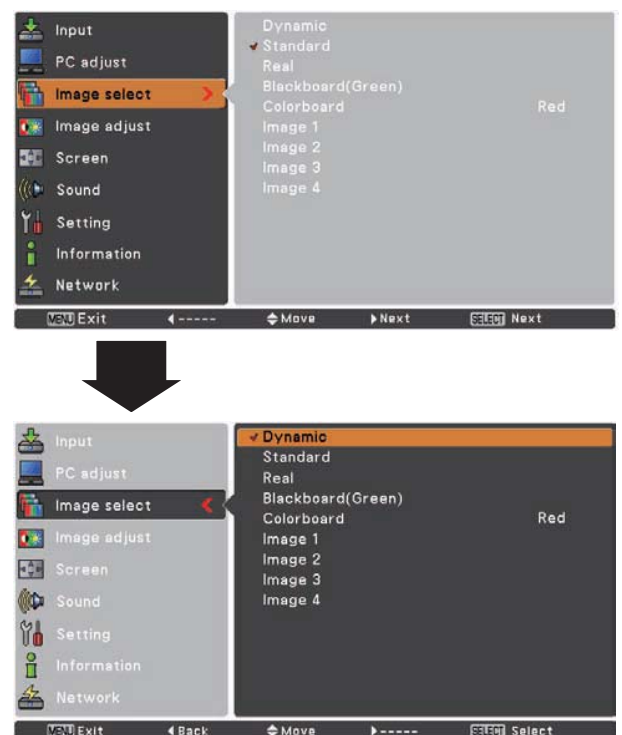 Input
PC adjust
Image select
Image adjust
Screen
Sound
Setting
Information
Network
Dynamic
Standard
Real
Blackboard(Green)
Colorboard Red
Image 1
Image 2
Image 3
Image 4
MENU Exit ----- Move Next SELECT Next
Input
PC adjust
Image select
Image adjust
Screen
Sound
Setting
Information
Network
Dynamic
Standard
Real
Blackboard(Green)
Colorboard Red
Image 1
Image 2
Image 3
Image 4
MENU Exit Back Move ----- SELECT Select